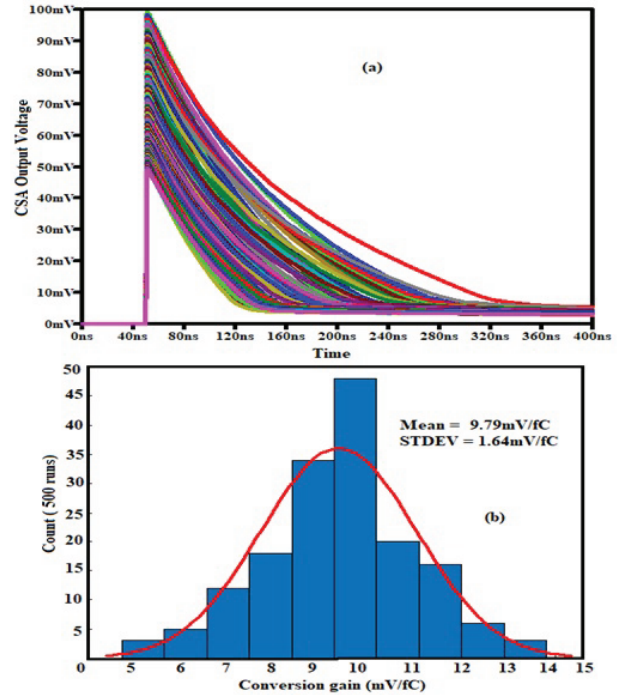 100mV
90mV
80mV
70mV
60mV
50mV
40mV
30mV
20mV
10mV
0mV
CSA Output Voltage
(a)
0ns 40ns 80ns 120ns 160ns 200ns 240ns 280ns 320ns 360ns 400ns
Time
50
45
40
35
30
25
20
15
10
5
Count ( 500 runs)
Mean = 9.79mV/fC
STDEV = 1.64mV/fC
(b)
0 5 6 7 8 9 10 11 12 13 14 15
Conversion gain (mV/fC)